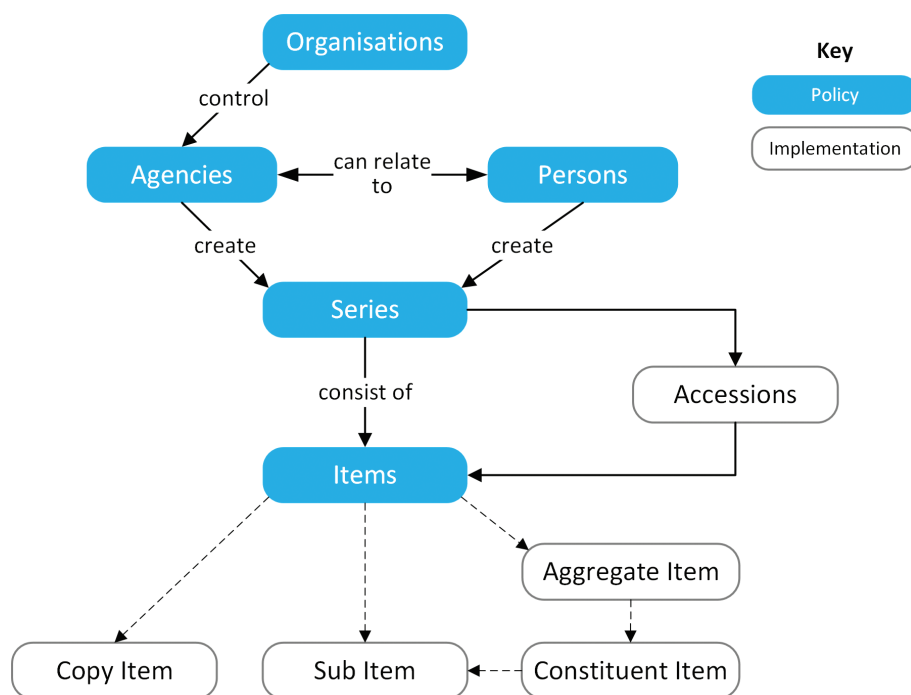 Organisations
Key
Policy
Implementation
control
Agencies
can relate
to
Persons
create
create
Series
consist of
Accessions
Items
Aggregate Item
Copy Item
Sub Item
Constituent Item